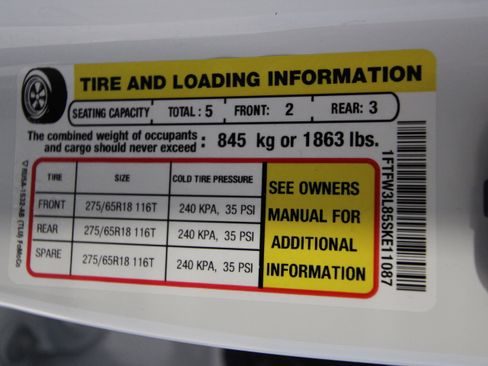 TIRE AND LOADING INFORMATION
SEATING CAPACITY TOTAL : 5 FRONT: 2 REAR: 3
The combined weight of occupants
and cargo should never exceed : 845 kg or 1863 lbs.
TIRE SIZE COLD TIRE PRESSURE
FRONT 275/65R18 116T 240 KPA, 35 PSI
REAR 275/65R18 116T 240 KPA, 35 PSI
SPARE 275/65R18 116T 240 KPA, 35 PSI
SEE OWNERS
MANUAL FOR
ADDITIONAL
INFORMATION
1FTFW3L85SKE11087